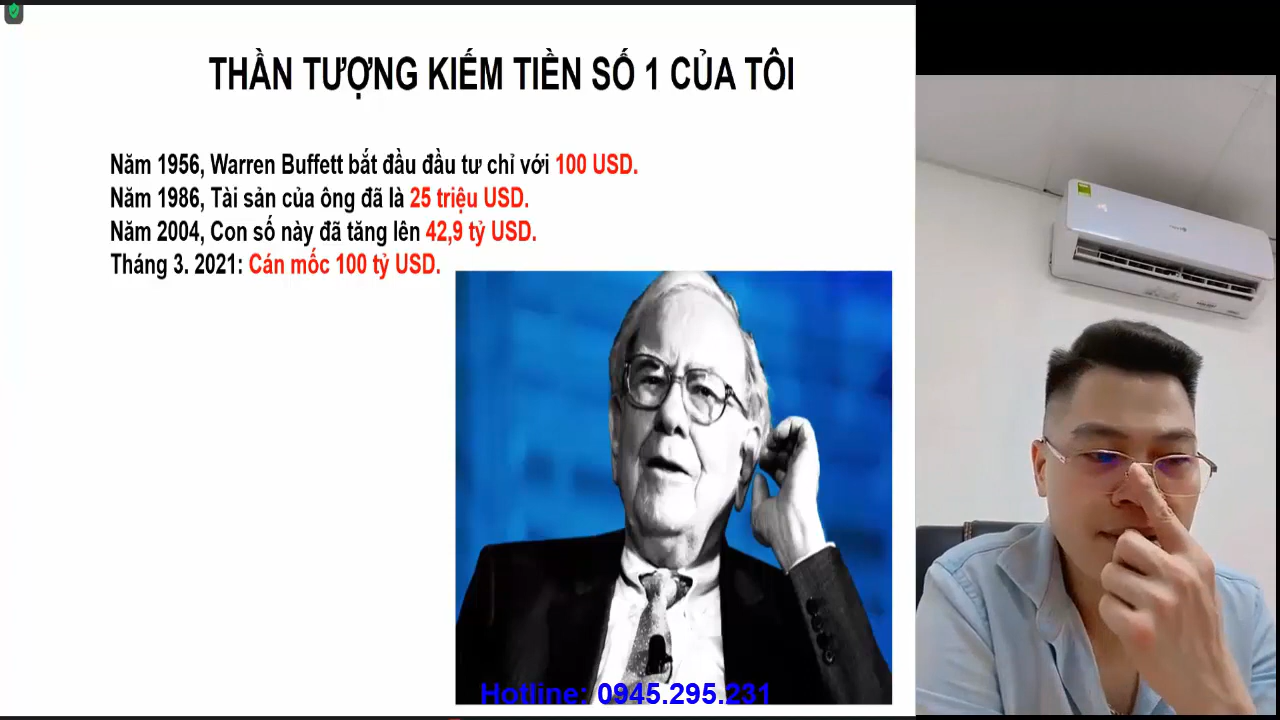 THẦN TƯỢNG KIẾM TIỀN SỐ 1 CỦA TÔI
Năm 1956, Warren Buffett bắt đầu đầu tư chỉ với 100 USD.
Năm 1986, Tài sản của ông đã là 25 triệu USD.
Năm 2004, Con số này đã tăng lên 42,9 tỷ USD.
Tháng 3. 2021: Cán mốc 100 tỷ USD.
Hotline: 0945.295.231